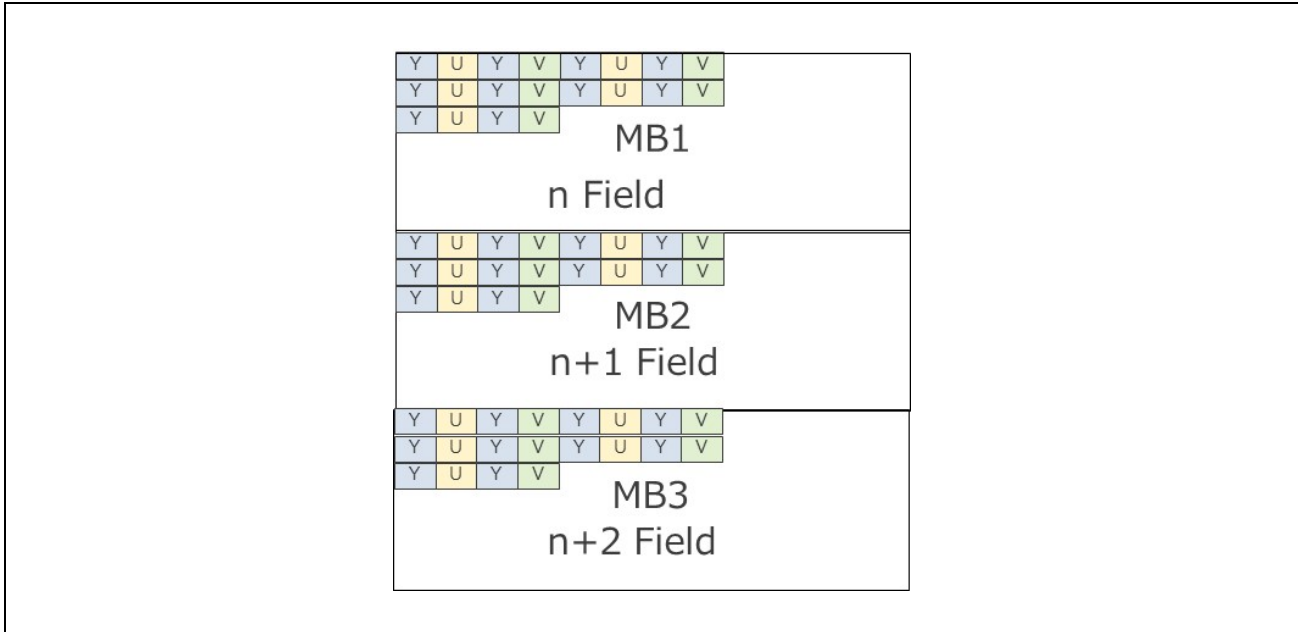 Y U Y V Y U Y V
Y U Y V Y U Y V
Y U Y V
MB1
n Field
Y U Y V Y U Y V
Y U Y V Y U Y V
Y U Y V
MB2
n+1 Field
Y U Y V Y U Y V
Y U Y V Y U Y V
Y U Y V
MB3
n+2 Field